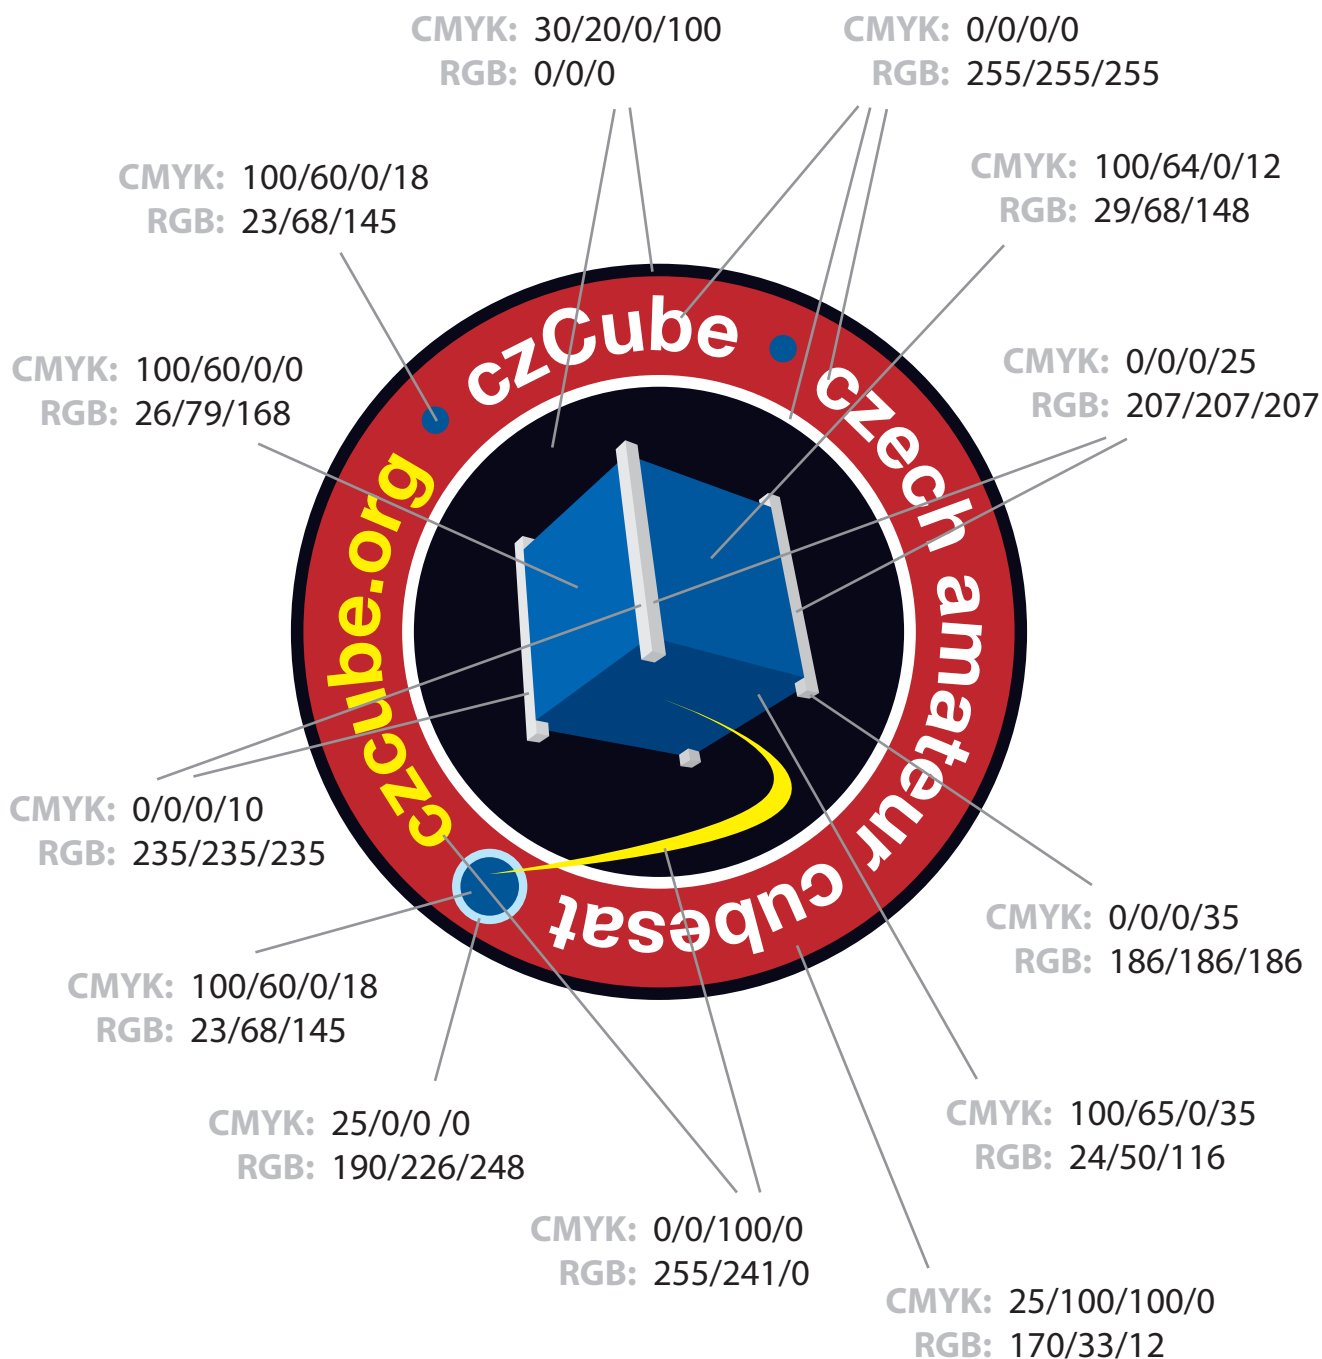 CMYK: 30/20/0/100
RGB: 0/0/0
CMYK: 0/0/0/0
RGB: 255/255/255
CMYK: 100/60/0/18
RGB: 23/68/145
CMYK: 100/64/0/12
RGB: 29/68/148
CMYK: 100/60/0/0
RGB: 26/79/168
CMYK: 0/0/0/25
RGB: 207/207/207
czCube
czech amateur cubesat
czcube.org
CMYK: 0/0/0/10
RGB: 235/235/235
CMYK: 0/0/0/35
RGB: 186/186/186
CMYK: 100/60/0/18
RGB: 23/68/145
CMYK: 25/0/0 /0
RGB: 190/226/248
CMYK: 100/65/0/35
RGB: 24/50/116
CMYK: 0/0/100/0
RGB: 255/241/0
CMYK: 25/100/100/0
RGB: 170/33/12